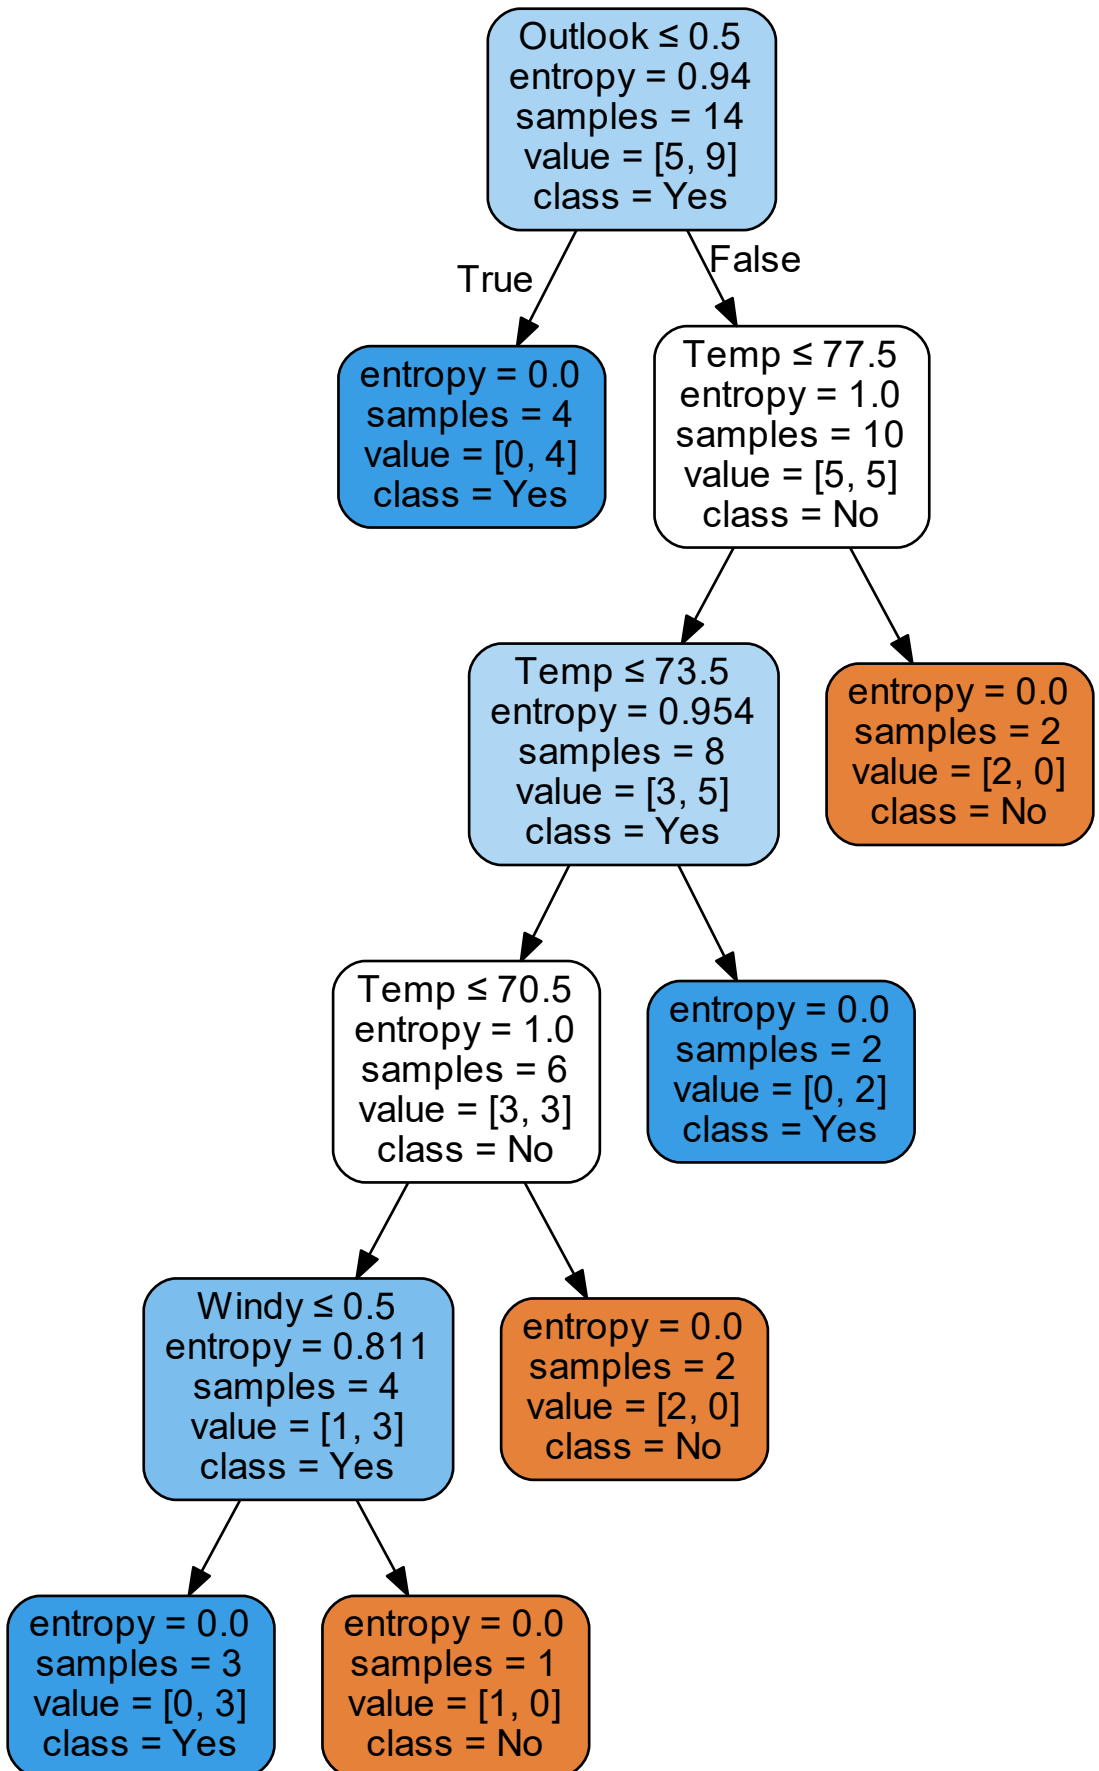 Outlook ≤ 0.5
entropy = 0.94
samples = 14
value = [5, 9]
class = Yes
True
False
entropy = 0.0
samples = 4
value = [0, 4]
class = Yes
Temp ≤ 77.5
entropy = 1.0
samples = 10
value = [5, 5]
class = No
Temp ≤ 73.5
entropy = 0.954
samples = 8
value = [3, 5]
class = Yes
entropy = 0.0
samples = 2
value = [2, 0]
class = No
Temp ≤ 70.5
entropy = 1.0
samples = 6
value = [3, 3]
class = No
entropy = 0.0
samples = 2
value = [0, 2]
class = Yes
Windy ≤ 0.5
entropy = 0.811
samples = 4
value = [1, 3]
class = Yes
entropy = 0.0
samples = 2
value = [2, 0]
class = No
entropy = 0.0
samples = 3
value = [0, 3]
class = Yes
entropy = 0.0
samples = 1
value = [1, 0]
class = No